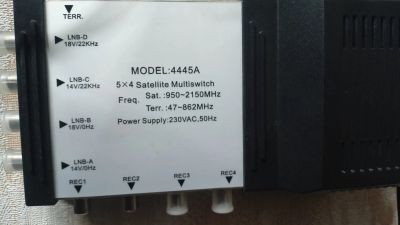 TERR.
LNB-D
18V/22KHz
LNB-C
14V/22KHz
LNB-B
18V/0Hz
LNB-A
14V/0Hz
MODEL:4445A
5×4 Satellite Multiswitch
Freq. Sat.:950~2150MHz
Terr.:47~862MHz
Power Supply:230VAC,50Hz
REC1 REC2 REC3 REC4